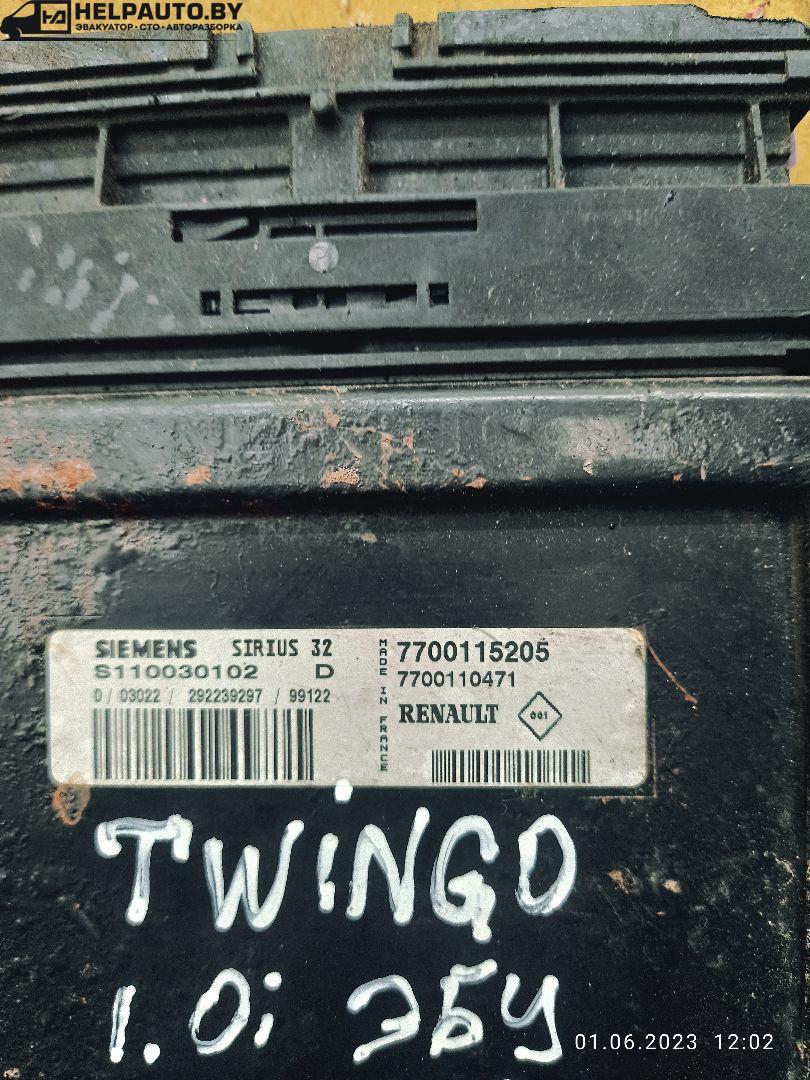 HELPAUTO.BY
ЭВАКУАТОР•СТО•АВТОРАЗБОРКА
SIEMENS SIRIUS 32
S110030102 D
0 / 03022 / 292239297 / 99122
MADE IN FRANCE
7700115205
7700110471
RENAULT 001
TWiNGO
1.0i ЭБУ
01.06.2023 12:02